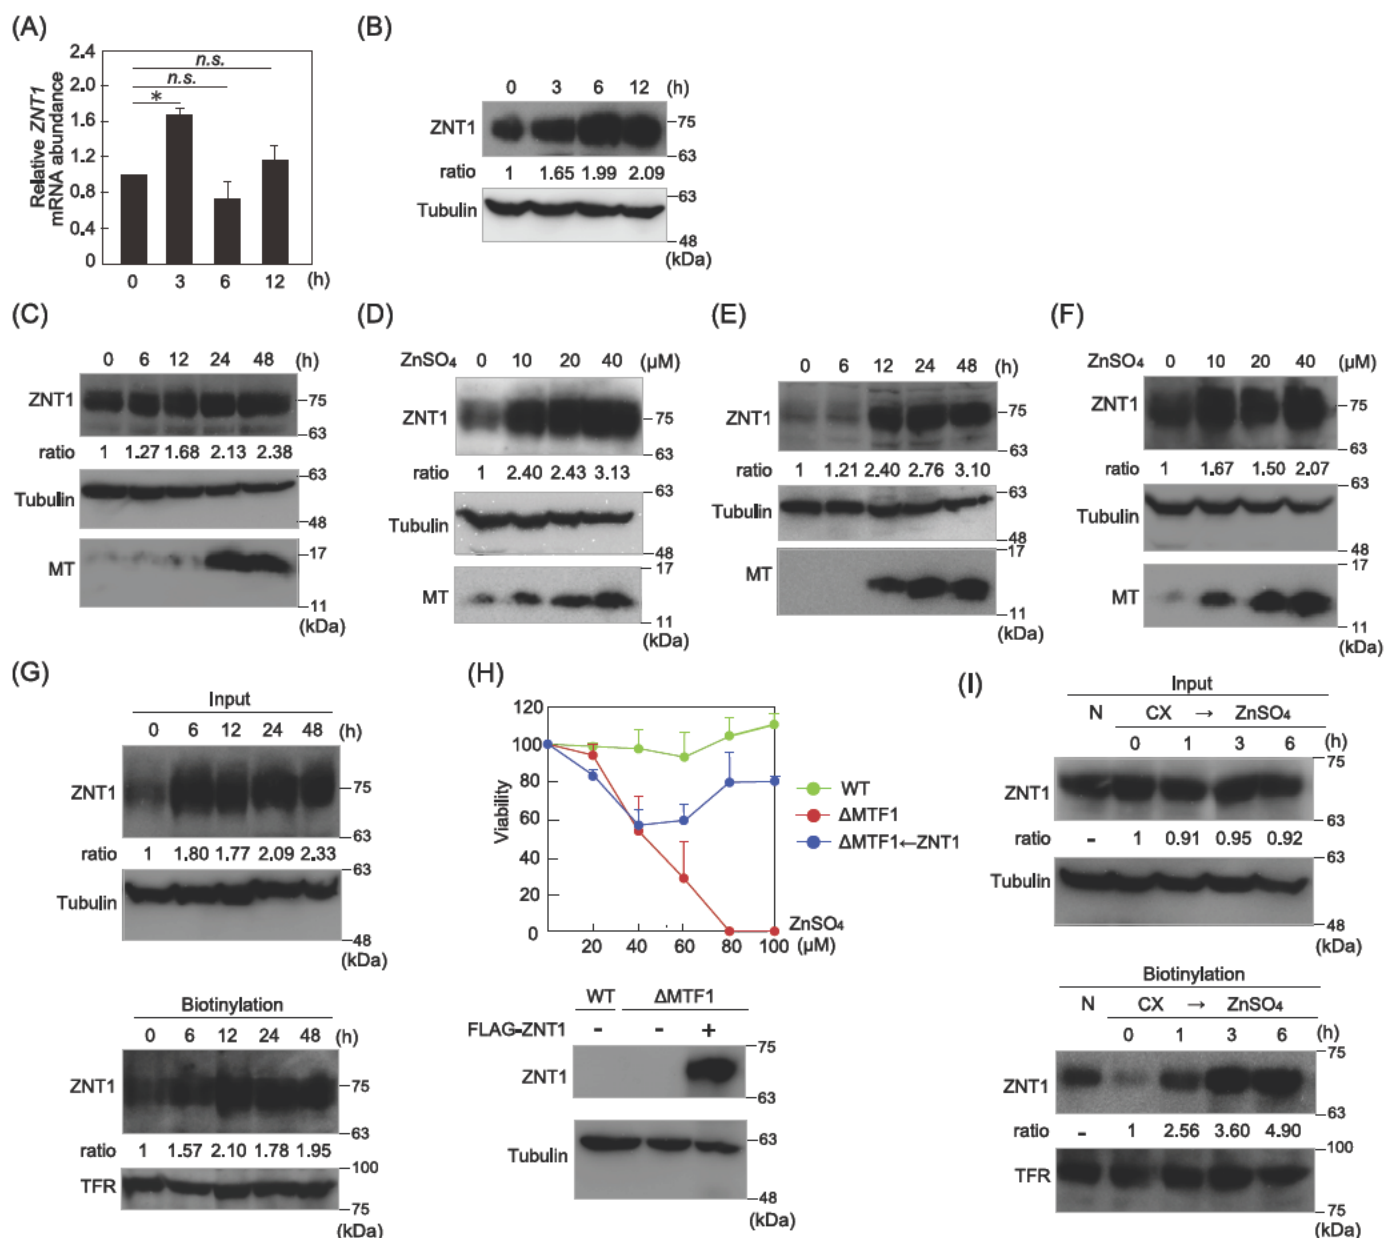 (A)
Relative ZNT1
mRNA abundance
2.4
2.0
1.6
1.2
0.8
0.4
0
n.s.
n.s.
*
0 3 6 12 (h)
(B)
0 3 6 12 (h)
ZNT1
75
63
ratio 1 1.65 1.99 2.09
Tubulin
63
48
(kDa)
(C)
0 6 12 24 48 (h)
ZNT1
75
63
ratio 1 1.27 1.68 2.13 2.38
Tubulin
63
48
MT
17
11
(kDa)
(D)
ZnSO4 0 10 20 40 (µM)
ZNT1
75
63
ratio 1 2.40 2.43 3.13
Tubulin
63
48
MT
17
11
(kDa)
(E)
0 6 12 24 48 (h)
ZNT1
75
63
ratio 1 1.21 2.40 2.76 3.10
Tubulin
63
48
MT
17
11
(kDa)
(F)
ZnSO4 0 10 20 40 (µM)
ZNT1
75
63
ratio 1 1.67 1.50 2.07
Tubulin
63
48
MT
17
11
(kDa)
(G)
Input
0 6 12 24 48 (h)
ZNT1
75
63
ratio 1 1.80 1.77 2.09 2.33
Tubulin
63
48
(kDa)
Biotinylation
0 6 12 24 48 (h)
ZNT1
75
63
ratio 1 1.57 2.10 1.78 1.95
TFR
100
75
(kDa)
(H)
Viability
120
100
80
60
40
20
0
20 40 60 80 100
ZnSO4
(µM)
WT
ΔMTF1
ΔMTF1←ZNT1
WT ΔMTF1
FLAG-ZNT1 - - +
ZNT1
75
63
Tubulin
63
48
(kDa)
(I)
Input
N CX → ZnSO4
0 1 3 6 (h)
ZNT1
75
63
ratio - 1 0.91 0.95 0.92
Tubulin
63
48
(kDa)
Biotinylation
N CX → ZnSO4
0 1 3 6 (h)
ZNT1
75
63
ratio - 1 2.56 3.60 4.90
TFR
100
75
(kDa)